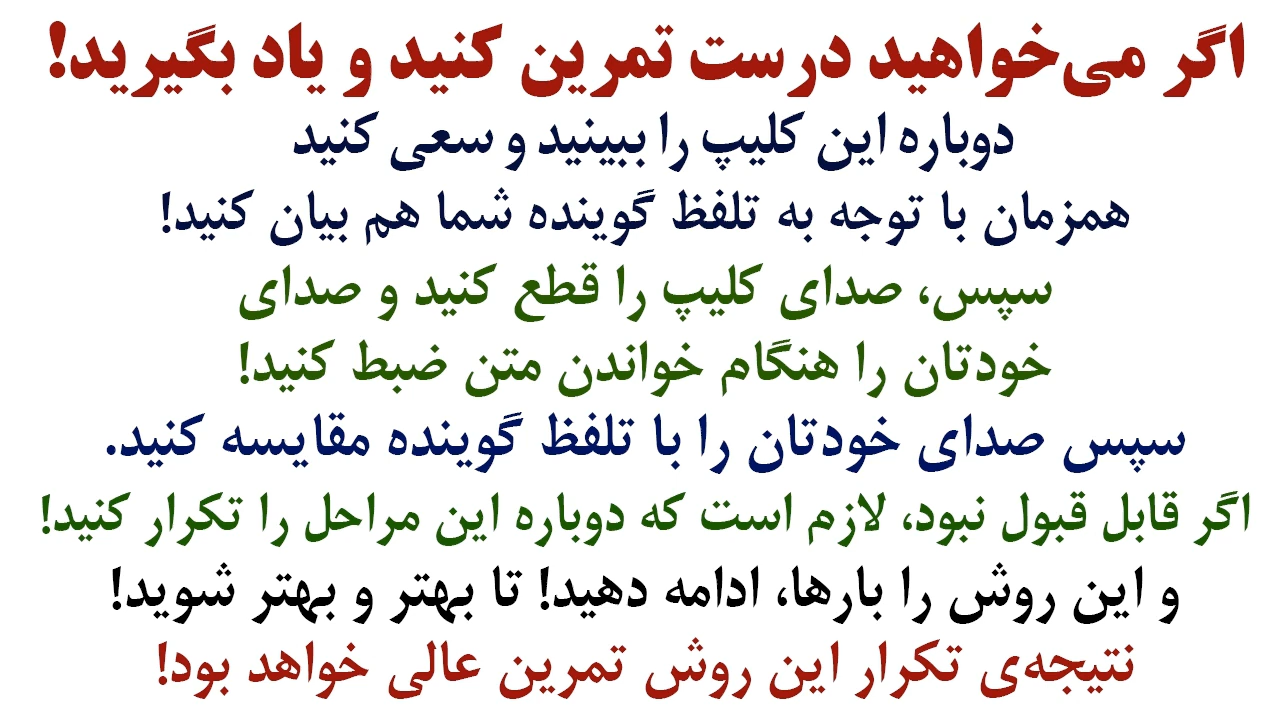 اگر می‌خواهید درست تمرین کنید و یاد بگیرید!
دوباره این کلیپ را ببینید و سعی کنید
همزمان با توجه به تلفظ گوینده شما هم بیان کنید!
سپس، صدای کلیپ را قطع کنید و صدای
خودتان را هنگام خواندن متن ضبط کنید!
سپس صدای خودتان را با تلفظ گوینده مقایسه کنید.
اگر قابل قبول نبود، لازم است که دوباره این مراحل را تکرار کنید!
و این روش را بارها، ادامه دهید! تا بهتر و بهتر شوید!
نتیجه‌ی تکرار این روش تمرین عالی خواهد بود!